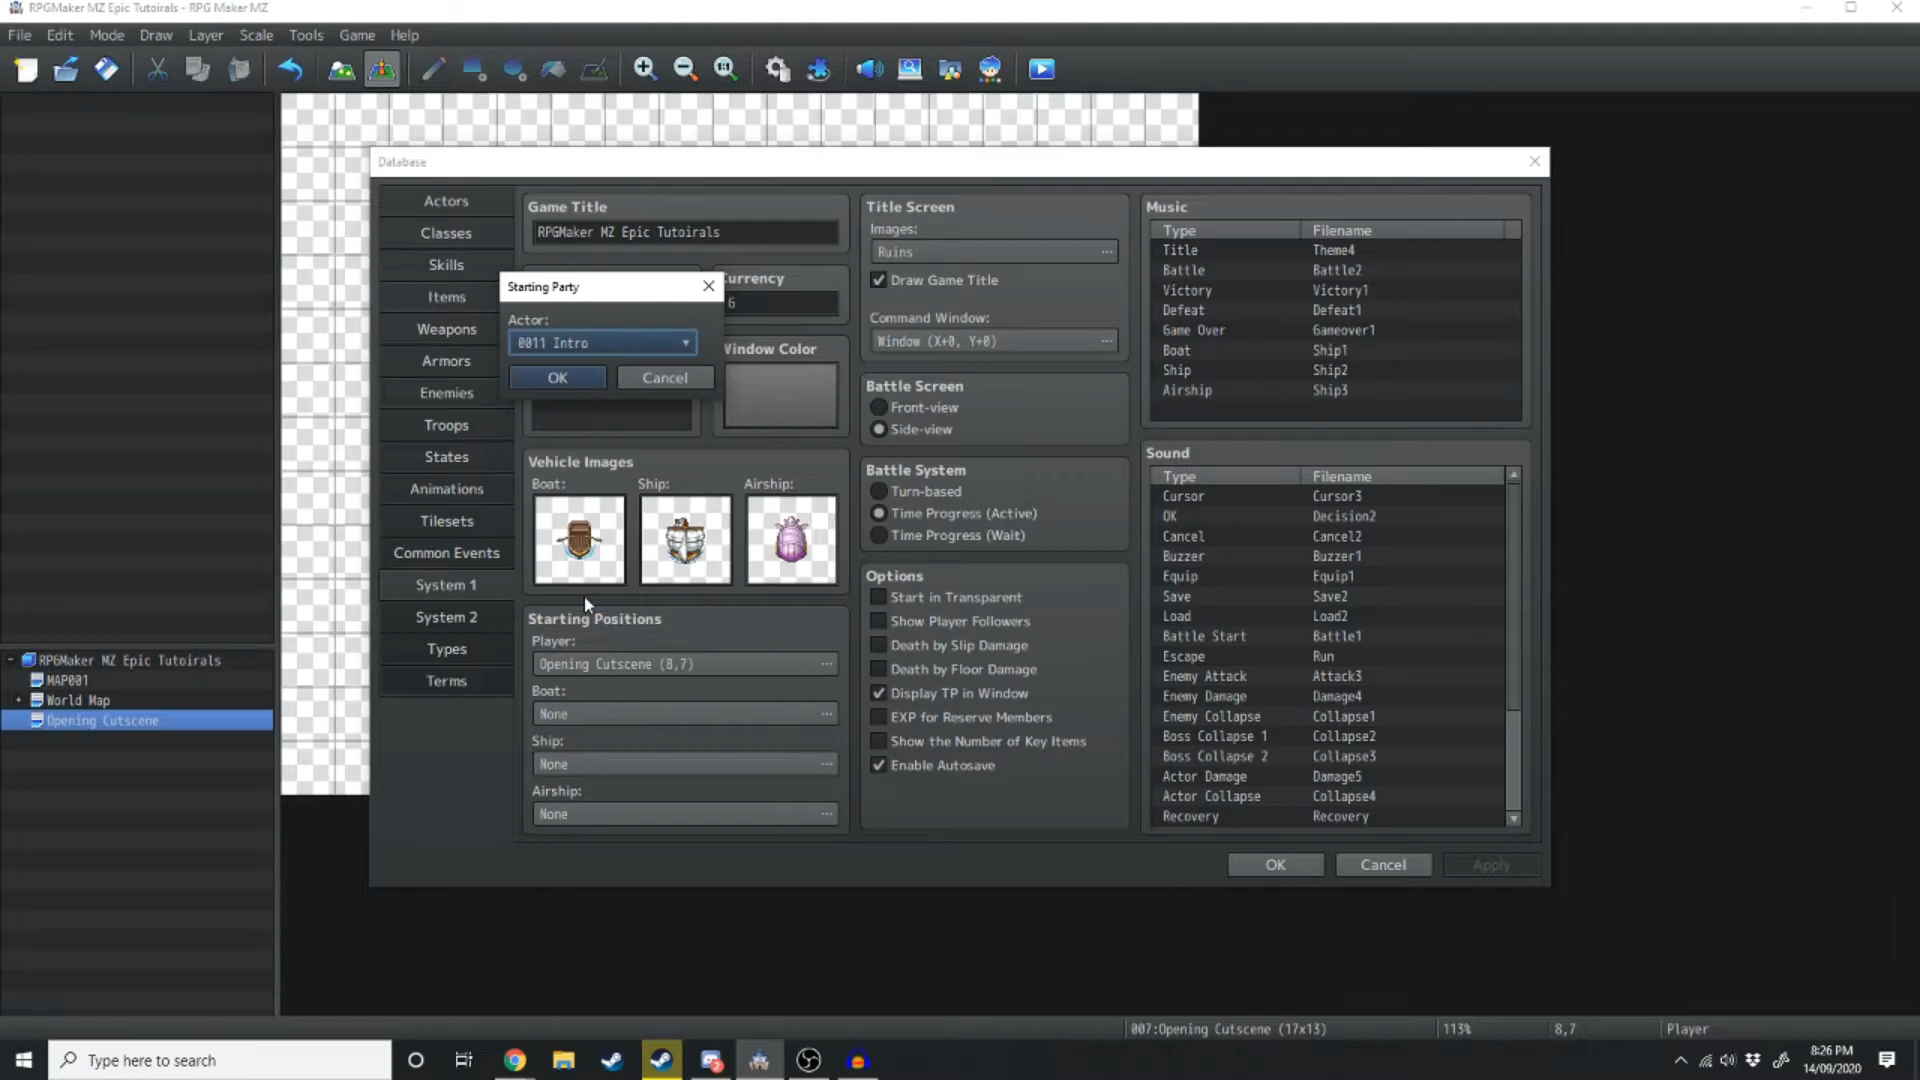 RPGMaker MZ Epic Tutoirals - RPG Maker MZ
File Edit Mode Draw Layer Scale Tools Game Help
Database
Actors
Classes
Skills
Items
Weapons
Armors
Enemies
Troops
States
Animations
Tilesets
Common Events
System 1
System 2
Types
Terms
Game Title
RPGMaker MZ Epic Tutoirals
Starting Party
Actor:
0011 Intro
OK Cancel
Currency
G
Window Color
Vehicle Images
Boat: Ship: Airship:
Starting Positions
Player:
Opening Cutscene (8,7) ...
Boat:
None ...
Ship:
None ...
Airship:
None ...
Title Screen
Images:
Ruins ...
Draw Game Title
Command Window:
Window (X+0, Y+0) ...
Battle Screen
Front-view
Side-view
Battle System
Turn-based
Time Progress (Active)
Time Progress (Wait)
Options
Start in Transparent
Show Player Followers
Death by Slip Damage
Death by Floor Damage
Display TP in Window
EXP for Reserve Members
Show the Number of Key Items
Enable Autosave
Music
Type Filename
Title Theme4
Battle Battle2
Victory Victory1
Defeat Defeat1
Game Over Gameover1
Boat Ship1
Ship Ship2
Airship Ship3
Sound
Type Filename
Cursor Cursor3
OK Decision2
Cancel Cancel2
Buzzer Buzzer1
Equip Equip1
Save Save2
Load Load2
Battle Start Battle1
Escape Run
Enemy Attack Attack3
Enemy Damage Damage4
Enemy Collapse Collapse1
Boss Collapse 1 Collapse2
Boss Collapse 2 Collapse3
Actor Damage Damage5
Actor Collapse Collapse4
Recovery Recovery
OK Cancel Apply
RPGMaker MZ Epic Tutoirals
MAP001
World Map
Opening Cutscene
007:Opening Cutscene (17x13) 113% 8,7 Player
Type here to search
8:26 PM
14/09/2020